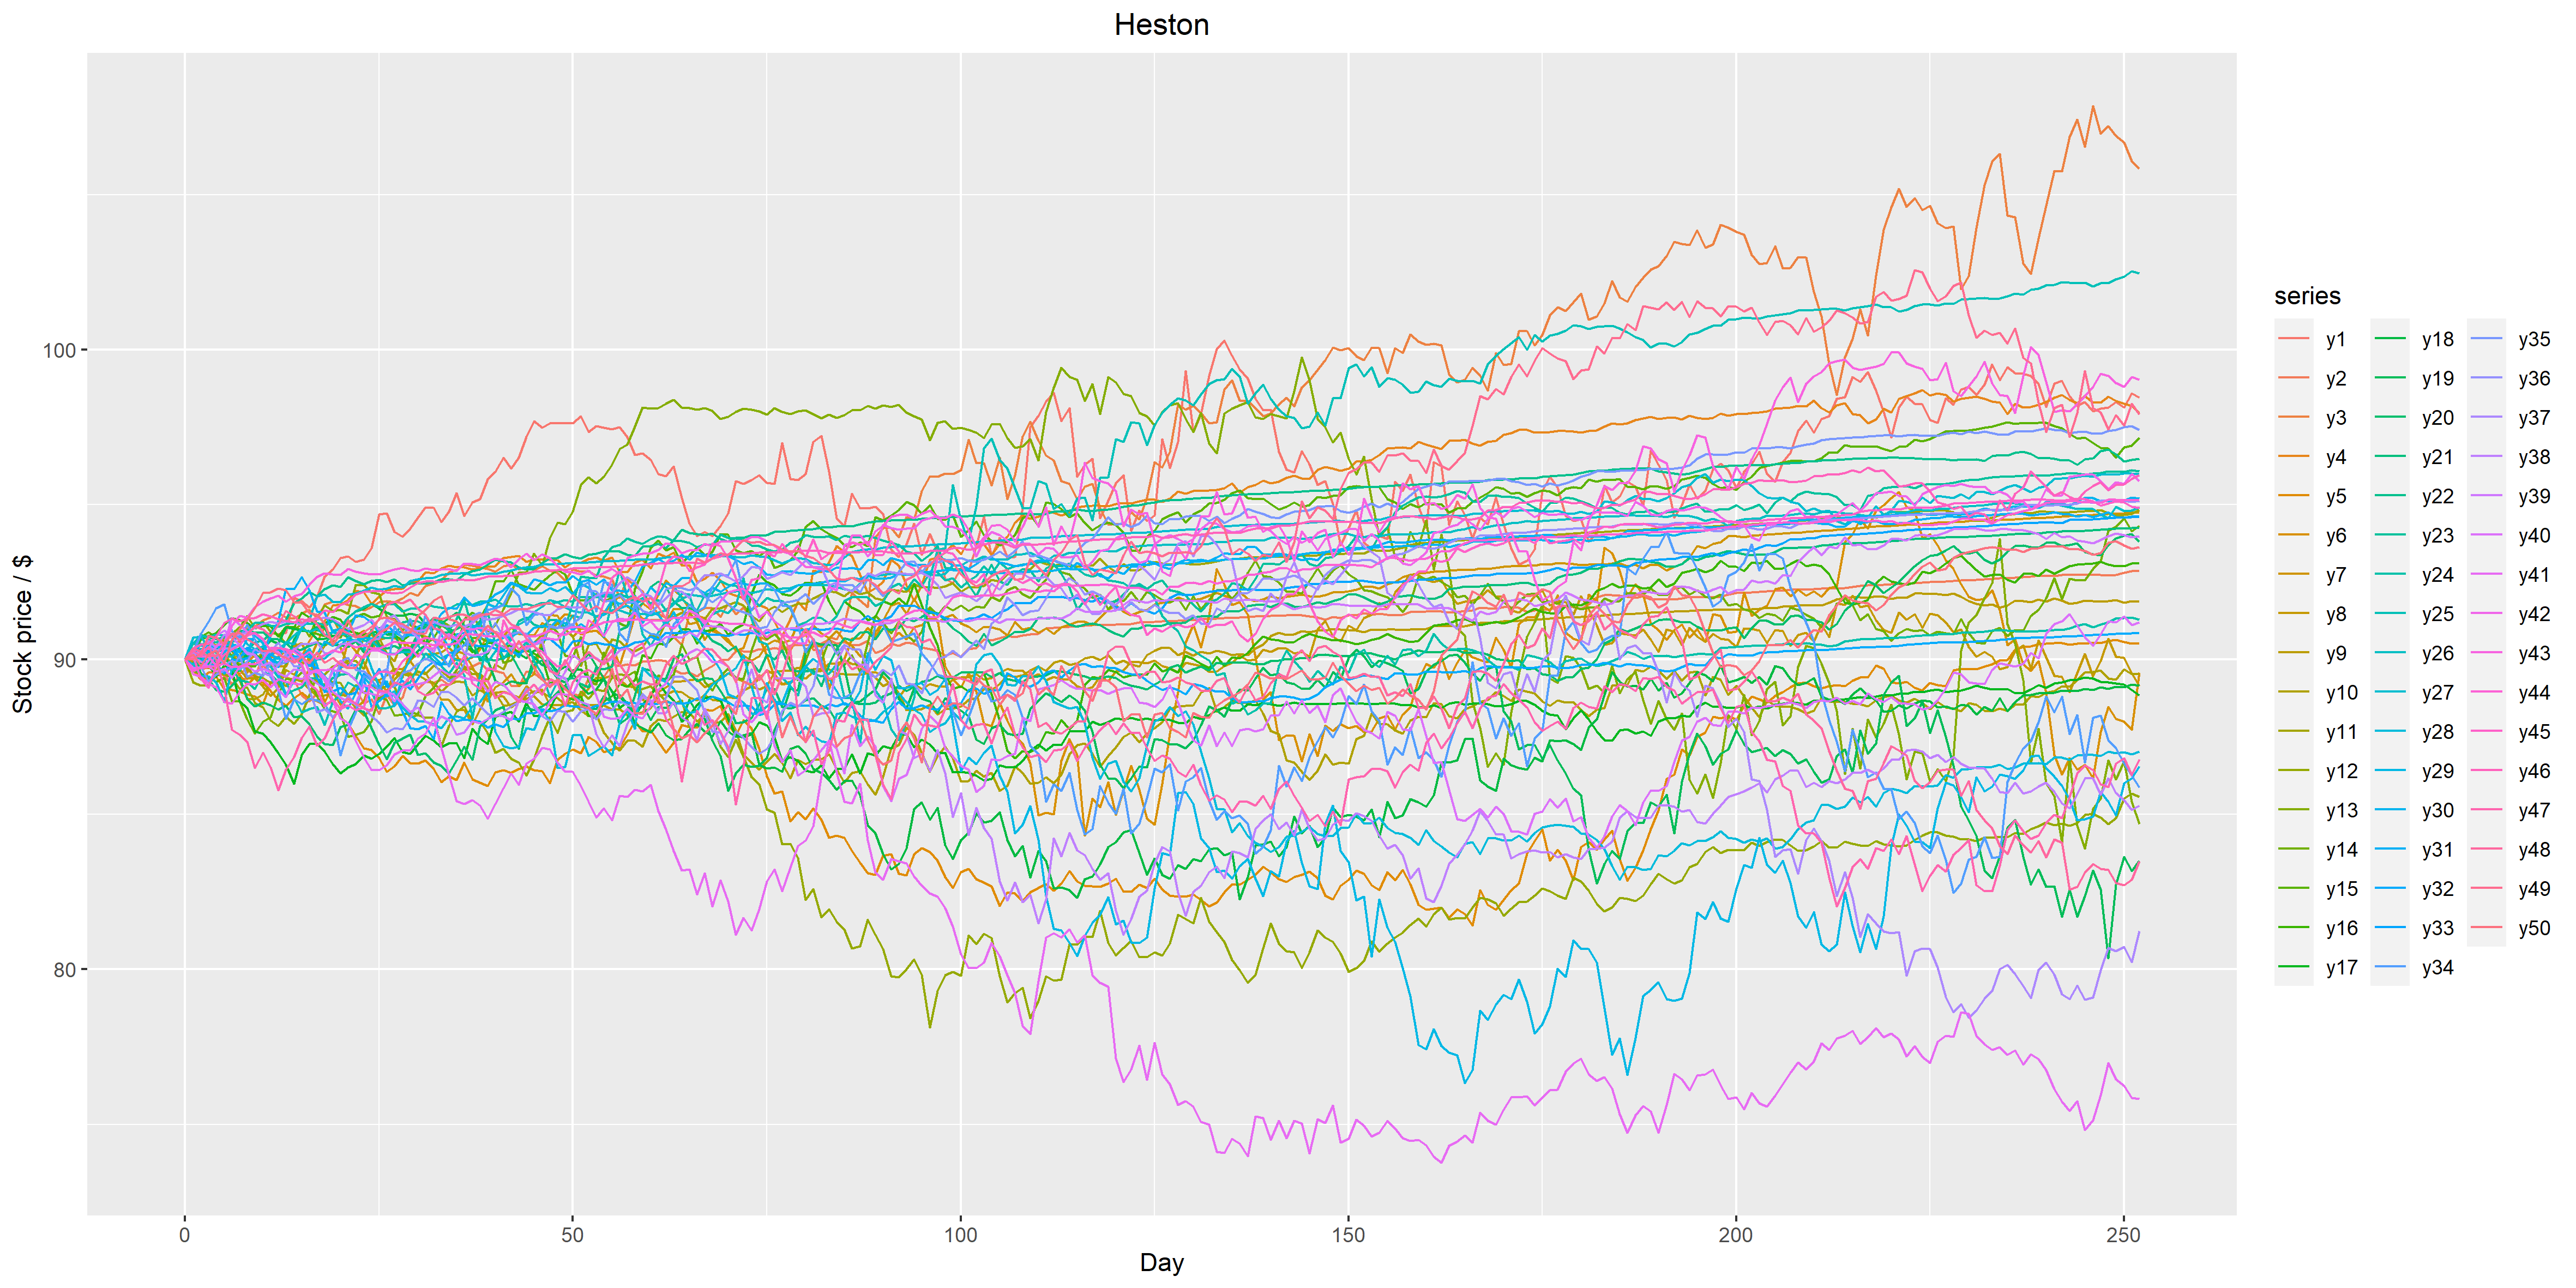 Heston
Stock price / $
100
90
80
0 50 100 150 200 250
Day
series
y1 y18 y35
y2 y19 y36
y3 y20 y37
y4 y21 y38
y5 y22 y39
y6 y23 y40
y7 y24 y41
y8 y25 y42
y9 y26 y43
y10 y27 y44
y11 y28 y45
y12 y29 y46
y13 y30 y47
y14 y31 y48
y15 y32 y49
y16 y33 y50
y17 y34